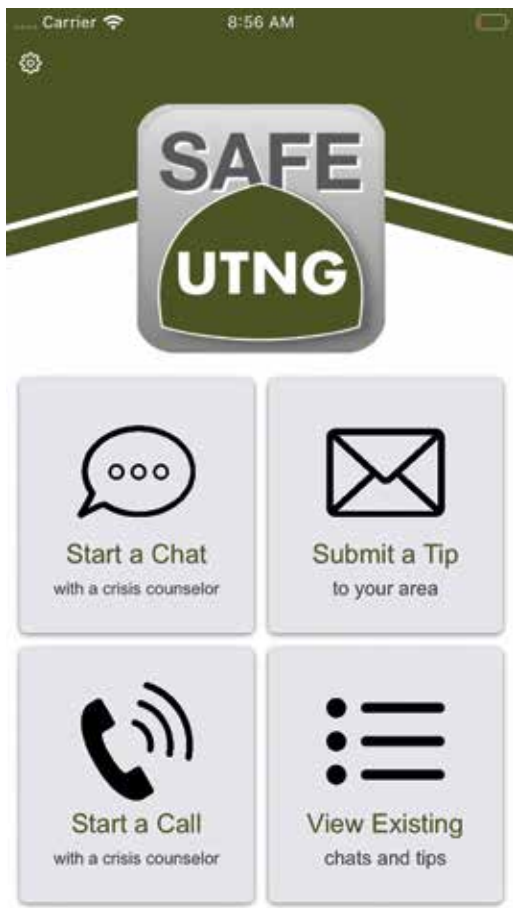 Carrier 8:56 AM
SAFE
UTNG
Start a Chat
with a crisis counselor
Submit a Tip
to your area
Start a Call
with a crisis counselor
View Existing
chats and tips